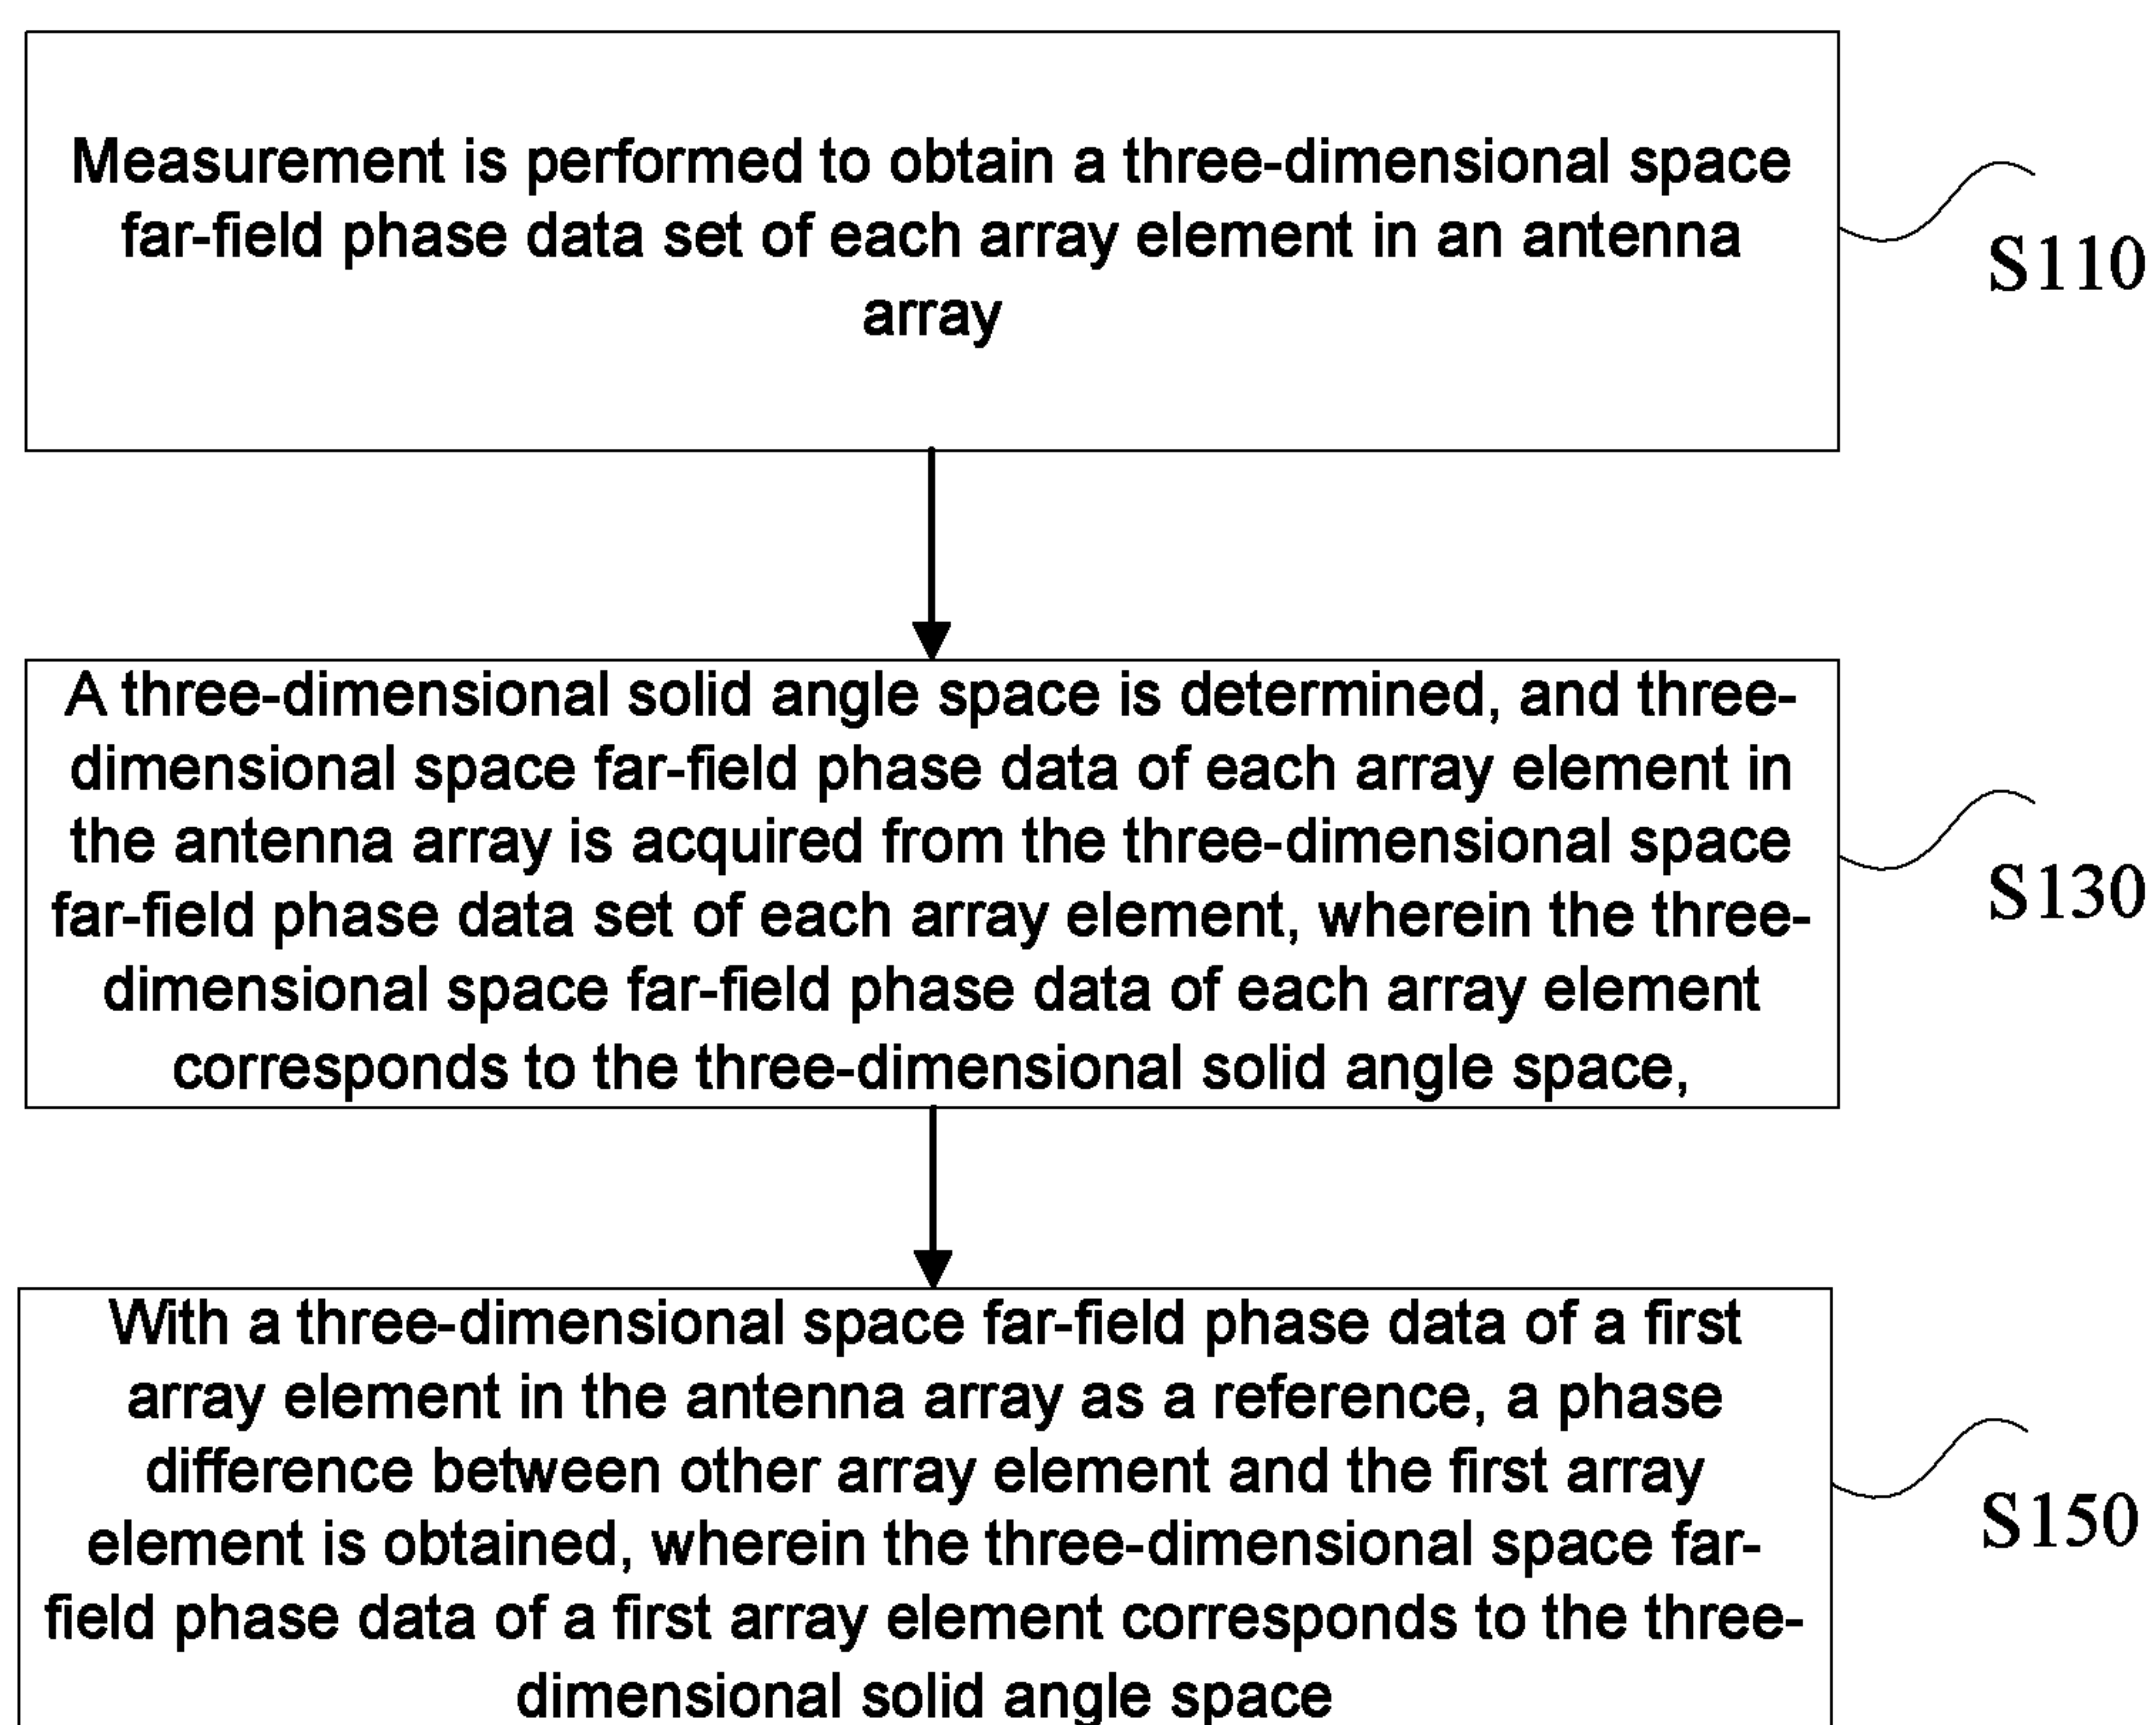 Measurement is performed to obtain a three-dimensional space
far-field phase data set of each array element in an antenna
array
S110
A three-dimensional solid angle space is determined, and three-
dimensional space far-field phase data of each array element in
the antenna array is acquired from the three-dimensional space
far-field phase data set of each array element, wherein the three-
dimensional space far-field phase data of each array element
corresponds to the three-dimensional solid angle space,
S130
With a three-dimensional space far-field phase data of a first
array element in the antenna array as a reference, a phase
difference between other array element and the first array
element is obtained, wherein the three-dimensional space far-
field phase data of a first array element corresponds to the three-
dimensional solid angle space
S150